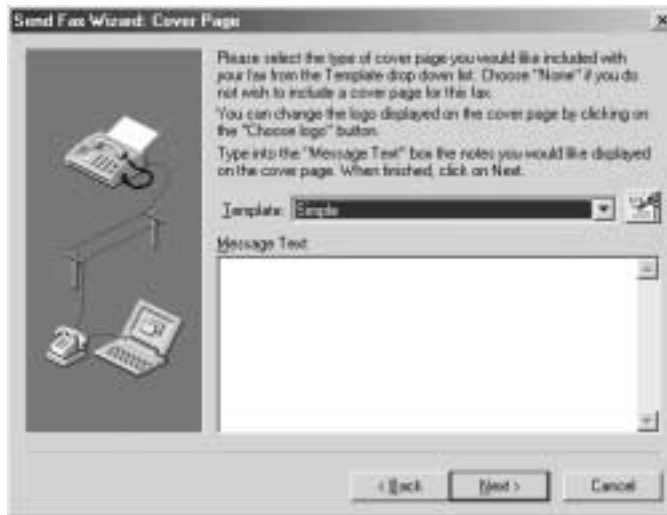 Send Fax Wizard: Cover Page
Please select the type of cover page you would like included with
your fax from the Template drop down list. Choose "None" if you do
not wish to include a cover page for this fax.
You can change the logo displayed on the cover page by clicking on
the "Choose logo" button.
Type into the "Message Text" box the notes you would like displayed
on the cover page. When finished, click on Next.
Template: Simple
Message Text:
< Back Next > Cancel